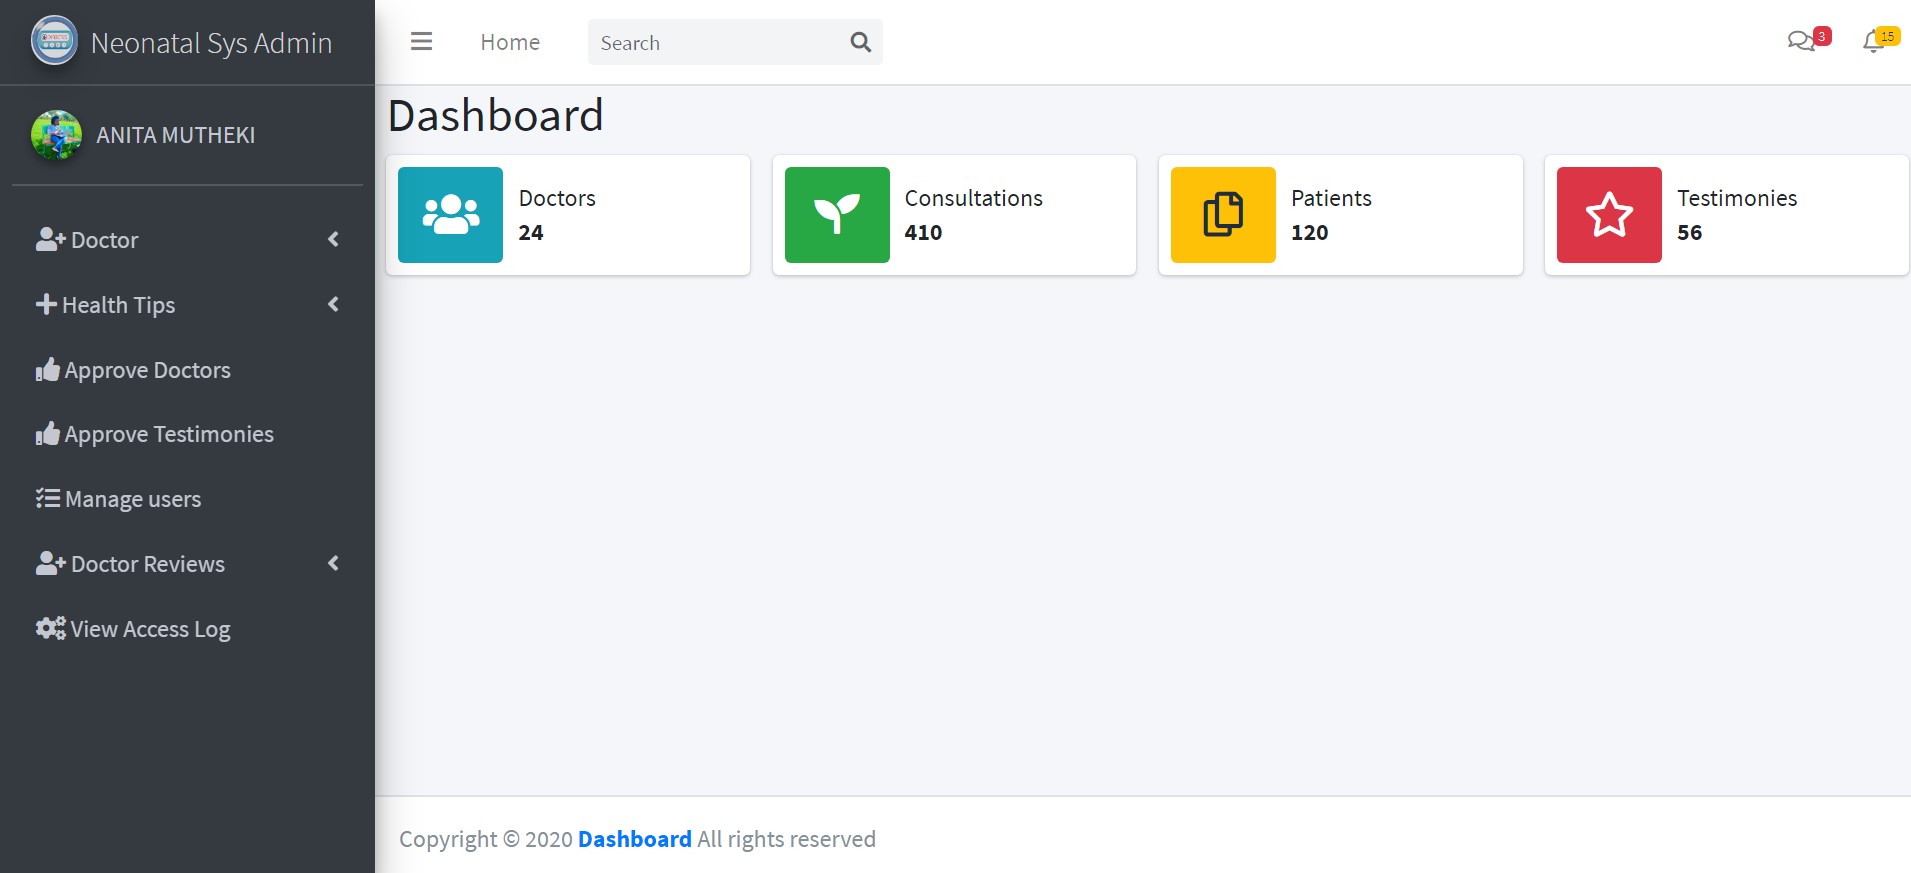 Neonatal Sys Admin
Home
Search
3
15
ANITA MUTHEKI
Doctor
Health Tips
Approve Doctors
Approve Testimonies
Manage users
Doctor Reviews
View Access Log
Dashboard
Doctors
24
Consultations
410
Patients
120
Testimonies
56
Copyright © 2020 Dashboard All rights reserved